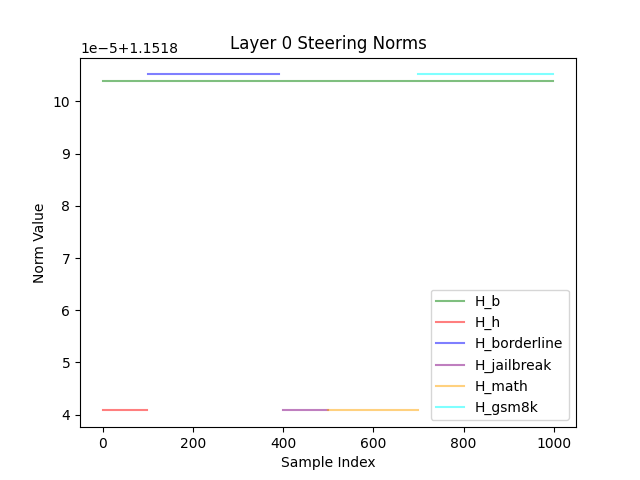 Layer 0 Steering Norms
1e−5+1.1518
10
9
8
7
6
5
4
Norm Value
0
200
400
600
800
1000
Sample Index
H_b
H_h
H_borderline
H_jailbreak
H_math
H_gsm8k